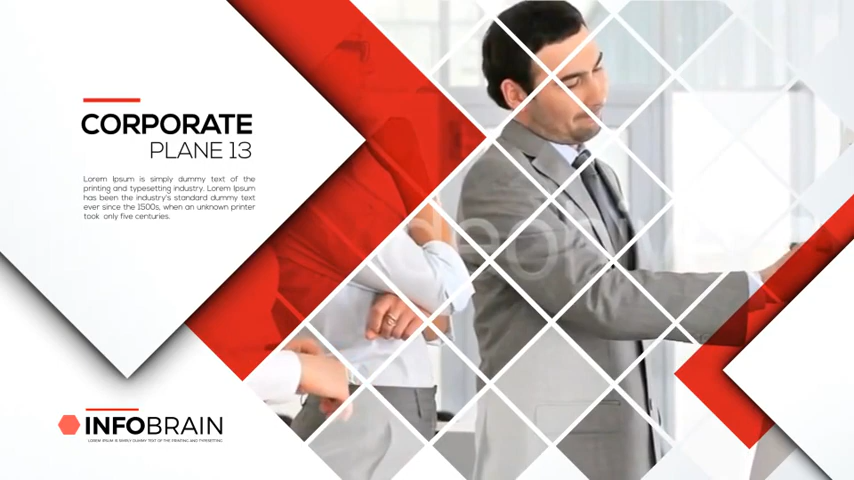 CORPORATE
PLANE 13
Lorem Ipsum is simply dummy text of the
printing and typesetting industry. Lorem Ipsum
has been the industry's standard dummy text
ever since the 1500s, when an unknown printer
took only five centuries.
videohive
INFOBRAIN
LOREM IPSUM IS SIMPLY DUMMY TEXT OF THE PRINTING AND TYPESETTING